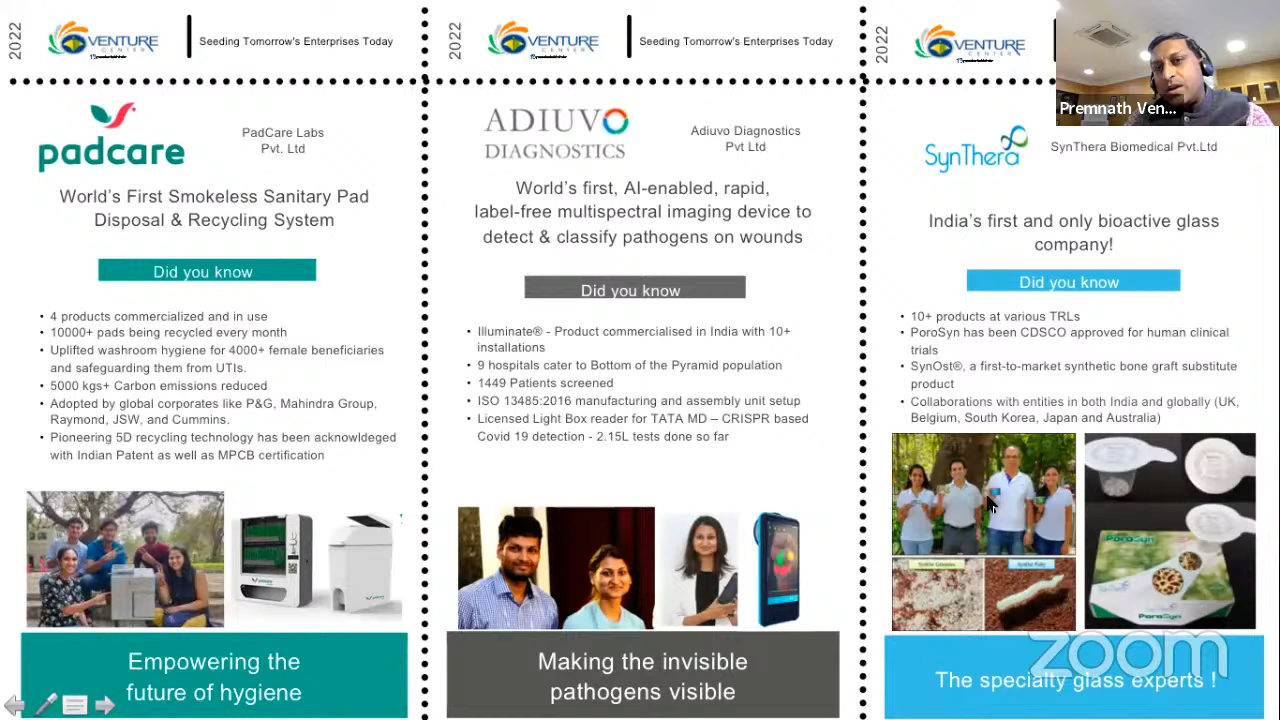 2022
VENTURE
CENTER
Seeding Tomorrow's Enterprises Today
padcare
PadCare Labs
Pvt. Ltd
World's First Smokeless Sanitary Pad
Disposal & Recycling System
Did you know
• 4 products commercialized and in use
• 10000+ pads being recycled every month
• Uplifted washroom hygiene for 4000+ female beneficiaries
and safeguarding them from UTIs.
• 5000 kgs+ Carbon emissions reduced
• Adopted by global corporates like P&G, Mahindra Group,
Raymond, JSW, and Cummins.
• Pioneering 5D recycling technology has been acknowldeged
with Indian Patent as well as MPCB certification
Empowering the
future of hygiene
2022
VENTURE
CENTER
Seeding Tomorrow's Enterprises Today
ADIUVO
DIAGNOSTICS
Adiuvo Diagnostics
Pvt Ltd
World's first, AI-enabled, rapid,
label-free multispectral imaging device to
detect & classify pathogens on wounds
Did you know
• Illuminate® - Product commercialised in India with 10+
installations
• 9 hospitals cater to Bottom of the Pyramid population
• 1449 Patients screened
• ISO 13485:2016 manufacturing and assembly unit setup
• Licensed Light Box reader for TATA MD – CRISPR based
Covid 19 detection - 2.15L tests done so far
Making the invisible
pathogens visible
2022
VENTURE
CENTER
Premnath Ven...
SynThera
SynThera Biomedical Pvt.Ltd
India's first and only bioactive glass
company!
Did you know
• 10+ products at various TRLs
• PoroSyn has been CDSCO approved for human clinical
trials
• SynOst®, a first-to-market synthetic bone graft substitute
product
• Collaborations with entities in both India and globally (UK,
Belgium, South Korea, Japan and Australia)
PoroSyn
PoroSyn
zoom
The specialty glass experts !